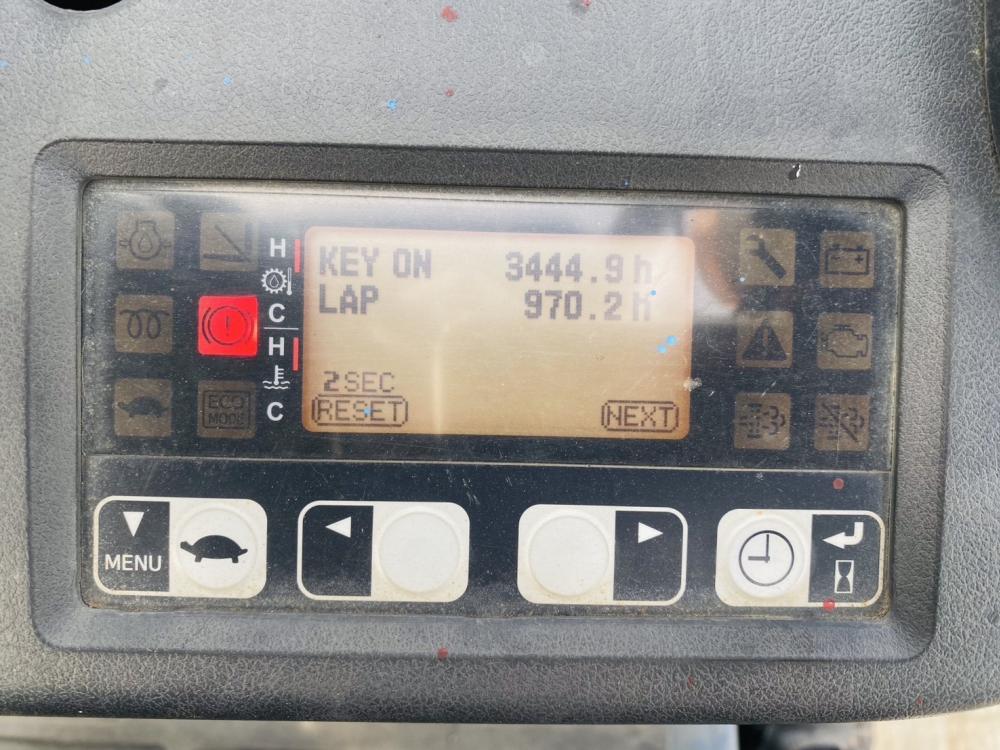 KEY ON 3444.9 h
LAP 970.2 h
2SEC
RESET NEXT
H
C
H
C
ECO
MODE
MENU